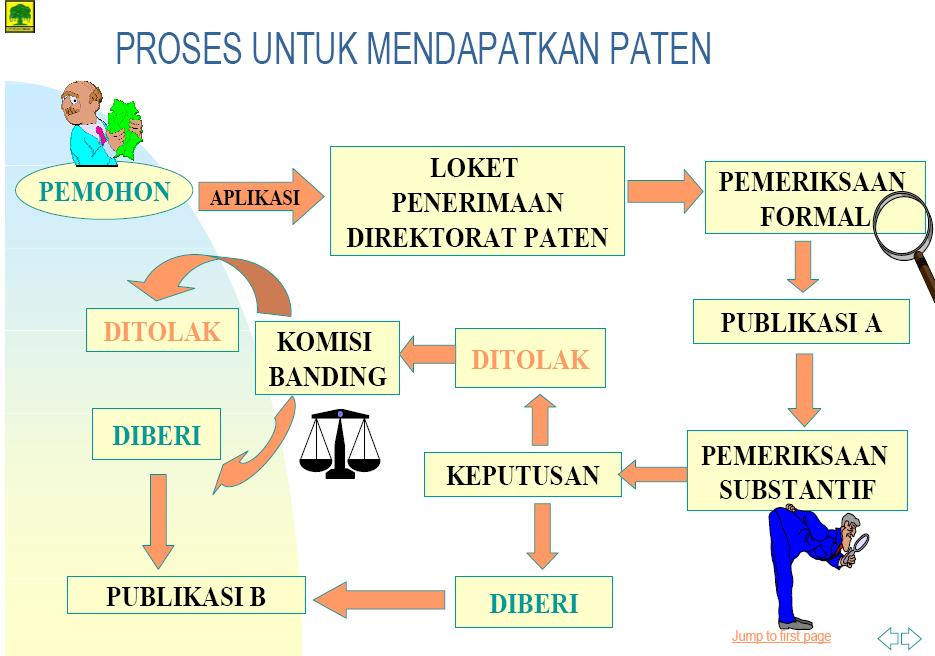 PROSES UNTUK MENDAPATKAN PATEN
PEMOHON
APLIKASI
LOKET
PENERIMAAN
DIREKTORAT PATEN
PEMERIKSAAN
FORMAL
PUBLIKASI A
PEMERIKSAAN
SUBSTANTIF
KEPUTUSAN
DITOLAK
KOMISI
BANDING
DITOLAK
DIBERI
DIBERI
PUBLIKASI B
Jump to first page